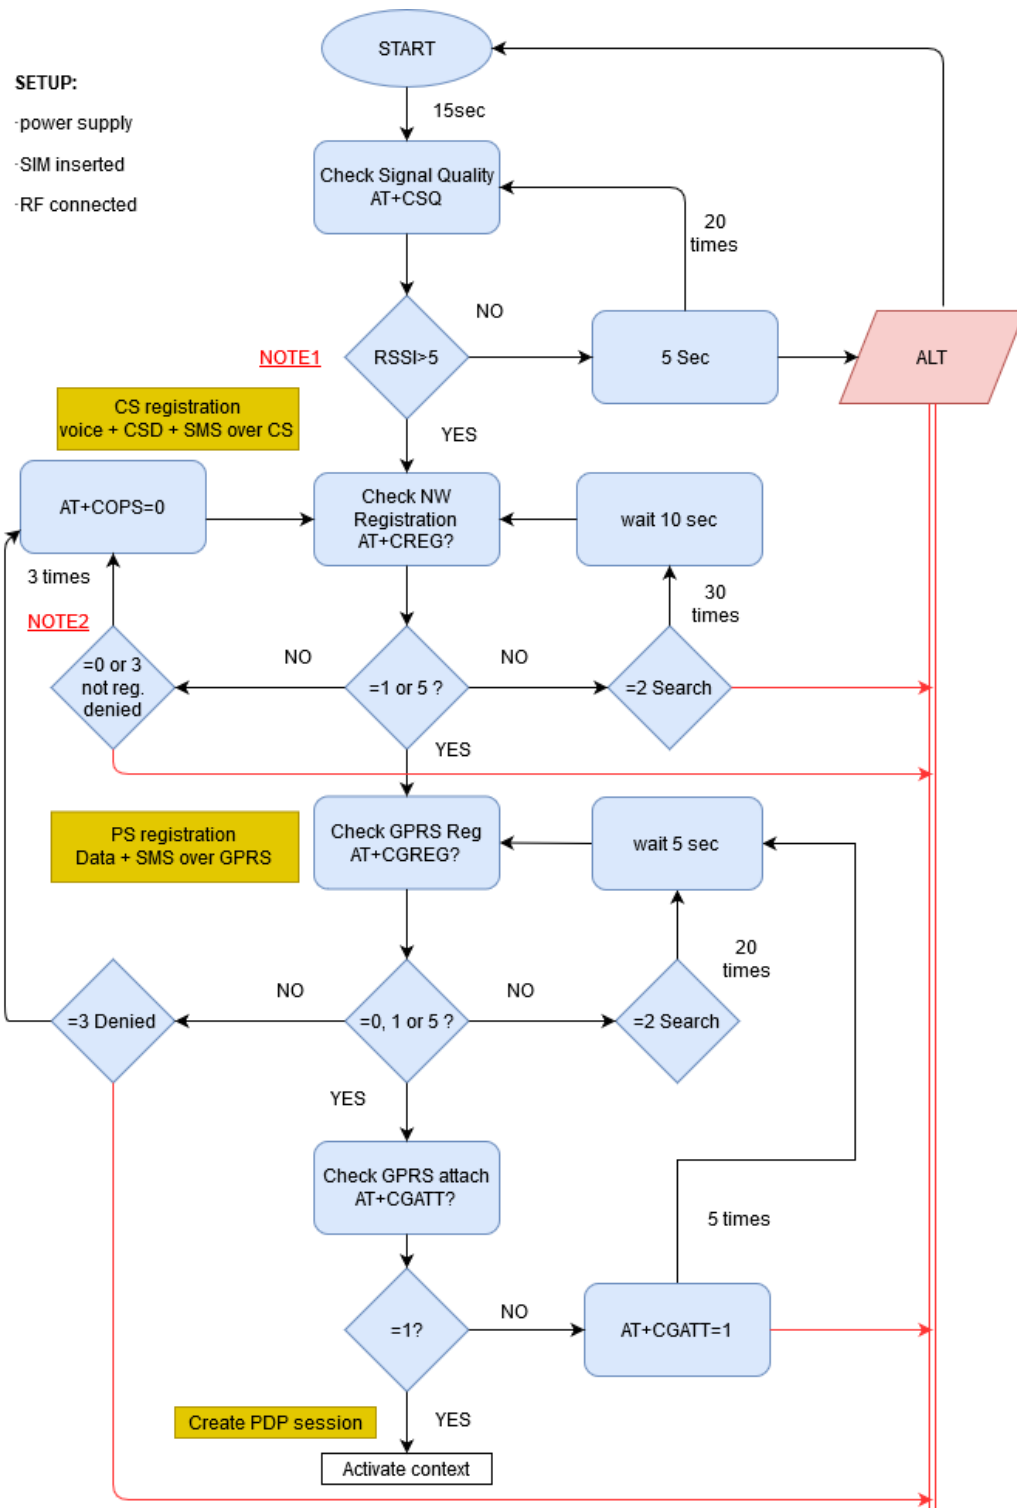 START
SETUP:
·power supply
·SIM inserted
·RF connected
15sec
Check Signal Quality
AT+CSQ
20
times
NO
NOTE1
RSSI>5
5 Sec
ALT
CS registration
voice + CSD + SMS over CS
YES
AT+COPS=0
Check NW
Registration
AT+CREG?
wait 10 sec
3 times
30
times
NOTE2
=0 or 3
not reg.
denied
NO
=1 or 5 ?
NO
=2 Search
YES
PS registration
Data + SMS over GPRS
Check GPRS Reg
AT+CGREG?
wait 5 sec
20
times
=3 Denied
NO
=0, 1 or 5 ?
NO
=2 Search
YES
Check GPRS attach
AT+CGATT?
5 times
=1?
NO
AT+CGATT=1
Create PDP session
YES
Activate context